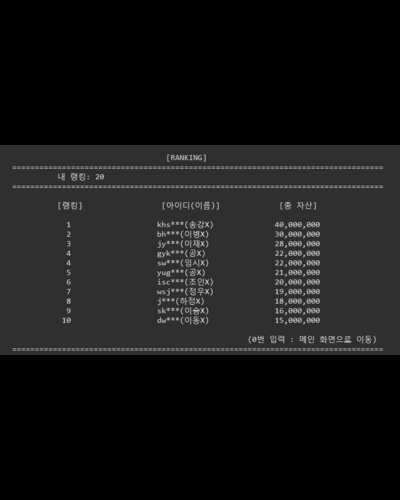 [RANKING]
================================================================================
내 랭킹: 20
================================================================================
[랭킹] [아이디(이름)] [총 자산]
1 khs***(송강X) 40,000,000
2 bh***(이병X) 30,000,000
3 jy***(이재X) 28,000,000
4 gyk***(공X) 22,000,000
4 sw***(임시X) 22,000,000
5 yug***(공X) 21,000,000
6 isc***(조인X) 20,000,000
7 wsj***(정우X) 19,000,000
8 j***(하정X) 18,000,000
9 sk***(이승X) 16,000,000
10 dw***(이동X) 15,000,000
(0번 입력 : 메인 화면으로 이동)
================================================================================